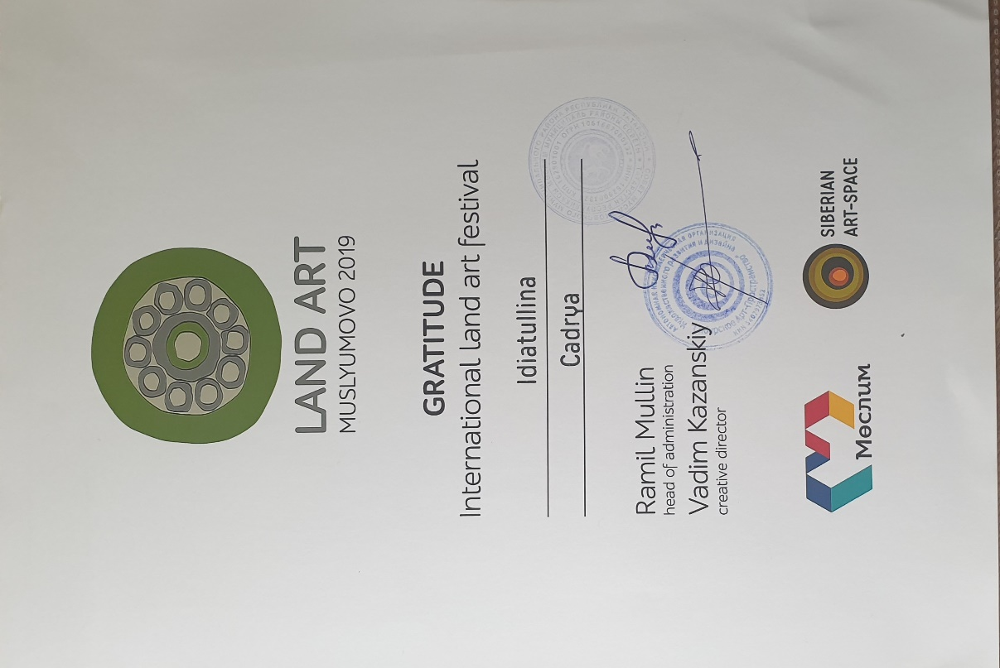 LAND ART
MUSLYUMOVO 2019
GRATITUDE
International land art festival
Idiatullina
Cadrya
Ramil Mullin
head of administration
Vadim Kazanskiy
creative director
Мөслим
SIBERIAN
ART-SPACE